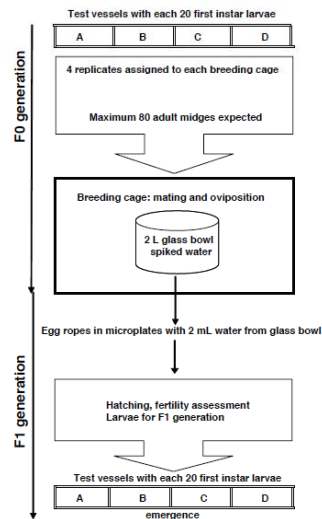 Test vessels with each 20 first instar larvae
A B C D
4 replicates assigned to each breeding cage
Maximum 80 adult midges expected
F0 generation
Breeding cage: mating and oviposition
2 L glass bowl
spiked water
Egg ropes in microplates with 2 mL water from glass bowl
F1 generation
Hatching, fertility assessment
Larvae for F1 generation
Test vessels with each 20 first instar larvae
A B C D
emergence